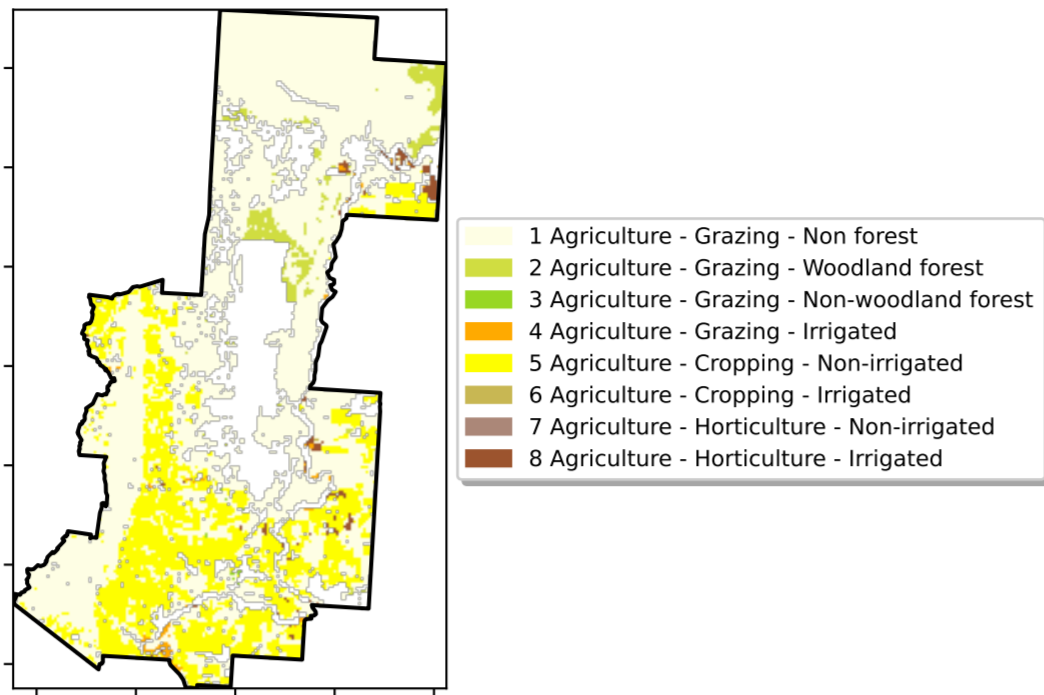 1 Agriculture - Grazing - Non forest
2 Agriculture - Grazing - Woodland forest
3 Agriculture - Grazing - Non-woodland forest
4 Agriculture - Grazing - Irrigated
5 Agriculture - Cropping - Non-irrigated
6 Agriculture - Cropping - Irrigated
7 Agriculture - Horticulture - Non-irrigated
8 Agriculture - Horticulture - Irrigated